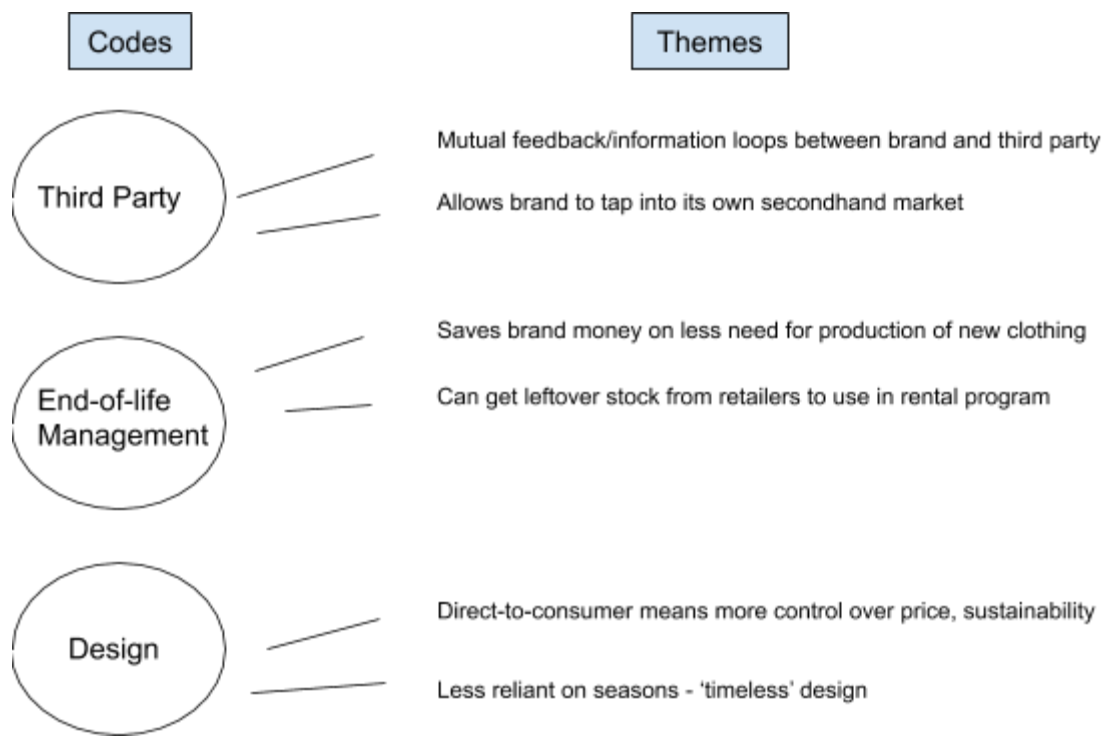 Codes
Themes
Third Party
Mutual feedback/information loops between brand and third party
Allows brand to tap into its own secondhand market
End-of-life
Management
Saves brand money on less need for production of new clothing
Can get leftover stock from retailers to use in rental program
Design
Direct-to-consumer means more control over price, sustainability
Less reliant on seasons - ‘timeless’ design